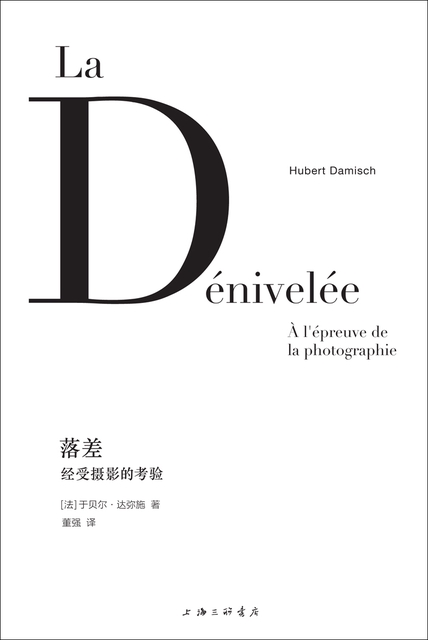 La
Dénivelée
Hubert Damisch
À l'épreuve de
la photographie
落差
经受摄影的考验
[法]于贝尔·达弥施 著
董强 译
上海三联书店